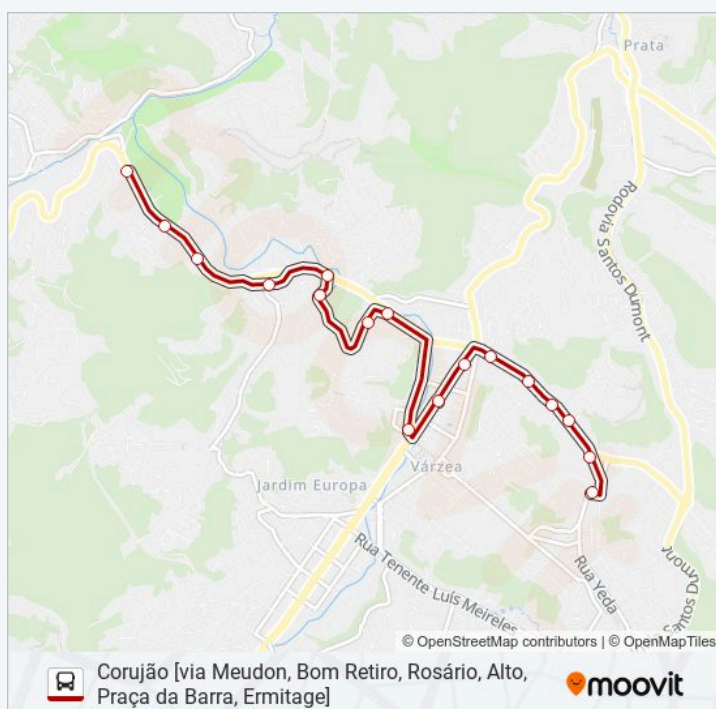 Prata
Rodovia Santos Dumont
Jardim Europa
Várzea
Rua Tenente Luís Meireles
Rua Yeda
Santos Dumont
© OpenStreetMap contributors | © OpenMapTiles
Corujão [via Meudon, Bom Retiro, Rosário, Alto,
Praça da Barra, Ermitage]
moovit